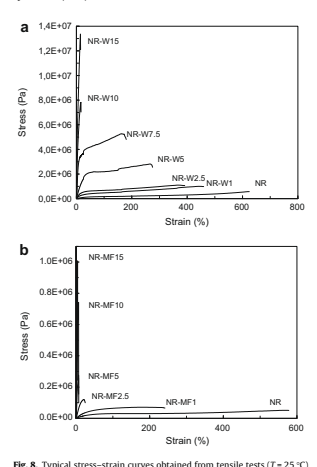 a
1,4E+07
1,2E+07
1,0E+07
8,0E+06
6,0E+06
4,0E+06
2,0E+06
0,0E+00
Stress (Pa)
NR-W15
NR-W10
NR-W7.5
NR-W5
NR-W2.5
NR-W1
NR
0 200 400 600 800
Strain (%)
b
1.0E+06
0.8E+06
0.6E+06
0.4E+06
0.2E+06
0.0E+00
Stress (Pa)
NR-MF15
NR-MF10
NR-MF5
NR-MF2.5
NR-MF1
NR
0 200 400 600
Strain (%)
Fig. 8. Typical stress–strain curves obtained from tensile tests (T = 25 °C)